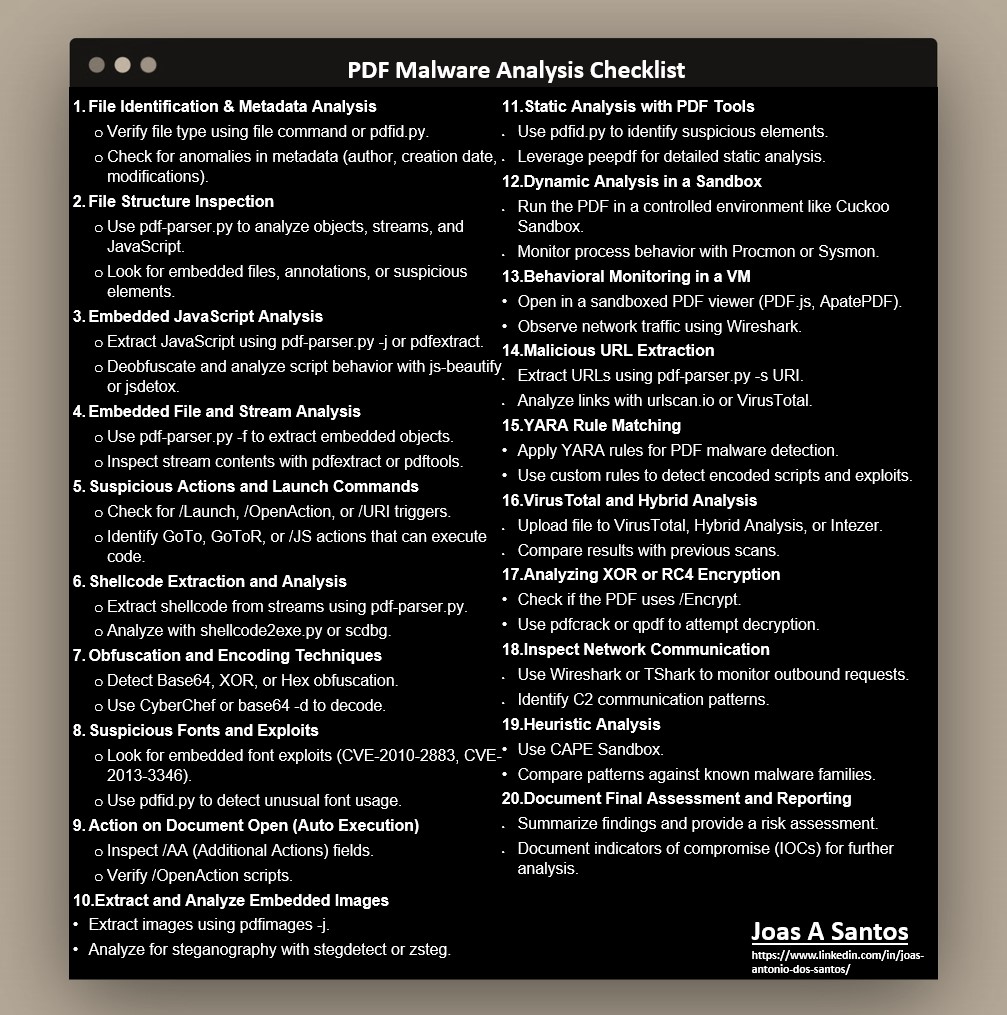 PDF Malware Analysis Checklist
1. File Identification & Metadata Analysis
o Verify file type using file command or pdfid.py.
o Check for anomalies in metadata (author, creation date,
modifications).
2. File Structure Inspection
o Use pdf-parser.py to analyze objects, streams, and
JavaScript.
o Look for embedded files, annotations, or suspicious
elements.
3. Embedded JavaScript Analysis
o Extract JavaScript using pdf-parser.py -j or pdfextract.
o Deobfuscate and analyze script behavior with js-beautify
or jsdetox.
4. Embedded File and Stream Analysis
o Use pdf-parser.py -f to extract embedded objects.
o Inspect stream contents with pdfextract or pdftools.
5. Suspicious Actions and Launch Commands
o Check for /Launch, /OpenAction, or /URI triggers.
o Identify GoTo, GoToR, or /JS actions that can execute
code.
6. Shellcode Extraction and Analysis
o Extract shellcode from streams using pdf-parser.py.
o Analyze with shellcode2exe.py or scdbg.
7. Obfuscation and Encoding Techniques
o Detect Base64, XOR, or Hex obfuscation.
o Use CyberChef or base64 -d to decode.
8. Suspicious Fonts and Exploits
o Look for embedded font exploits (CVE-2010-2883, CVE-
2013-3346).
o Use pdfid.py to detect unusual font usage.
9. Action on Document Open (Auto Execution)
o Inspect /AA (Additional Actions) fields.
o Verify /OpenAction scripts.
10.Extract and Analyze Embedded Images
• Extract images using pdfimages -j.
• Analyze for steganography with stegdetect or zsteg.
11.Static Analysis with PDF Tools
. Use pdfid.py to identify suspicious elements.
. Leverage peepdf for detailed static analysis.
12.Dynamic Analysis in a Sandbox
. Run the PDF in a controlled environment like Cuckoo
Sandbox.
. Monitor process behavior with Procmon or Sysmon.
13.Behavioral Monitoring in a VM
• Open in a sandboxed PDF viewer (PDF.js, ApatePDF).
• Observe network traffic using Wireshark.
14.Malicious URL Extraction
. Extract URLs using pdf-parser.py -s URI.
. Analyze links with urlscan.io or VirusTotal.
15.YARA Rule Matching
• Apply YARA rules for PDF malware detection.
• Use custom rules to detect encoded scripts and exploits.
16.VirusTotal and Hybrid Analysis
. Upload file to VirusTotal, Hybrid Analysis, or Intezer.
. Compare results with previous scans.
17.Analyzing XOR or RC4 Encryption
• Check if the PDF uses /Encrypt.
• Use pdfcrack or qpdf to attempt decryption.
18.Inspect Network Communication
• Use Wireshark or TShark to monitor outbound requests.
. Identify C2 communication patterns.
19.Heuristic Analysis
• Use CAPE Sandbox.
• Compare patterns against known malware families.
20.Document Final Assessment and Reporting
. Summarize findings and provide a risk assessment.
. Document indicators of compromise (IOCs) for further
analysis.
Joas A Santos
https://www.linkedin.com/in/joas-
antonio-dos-santos/